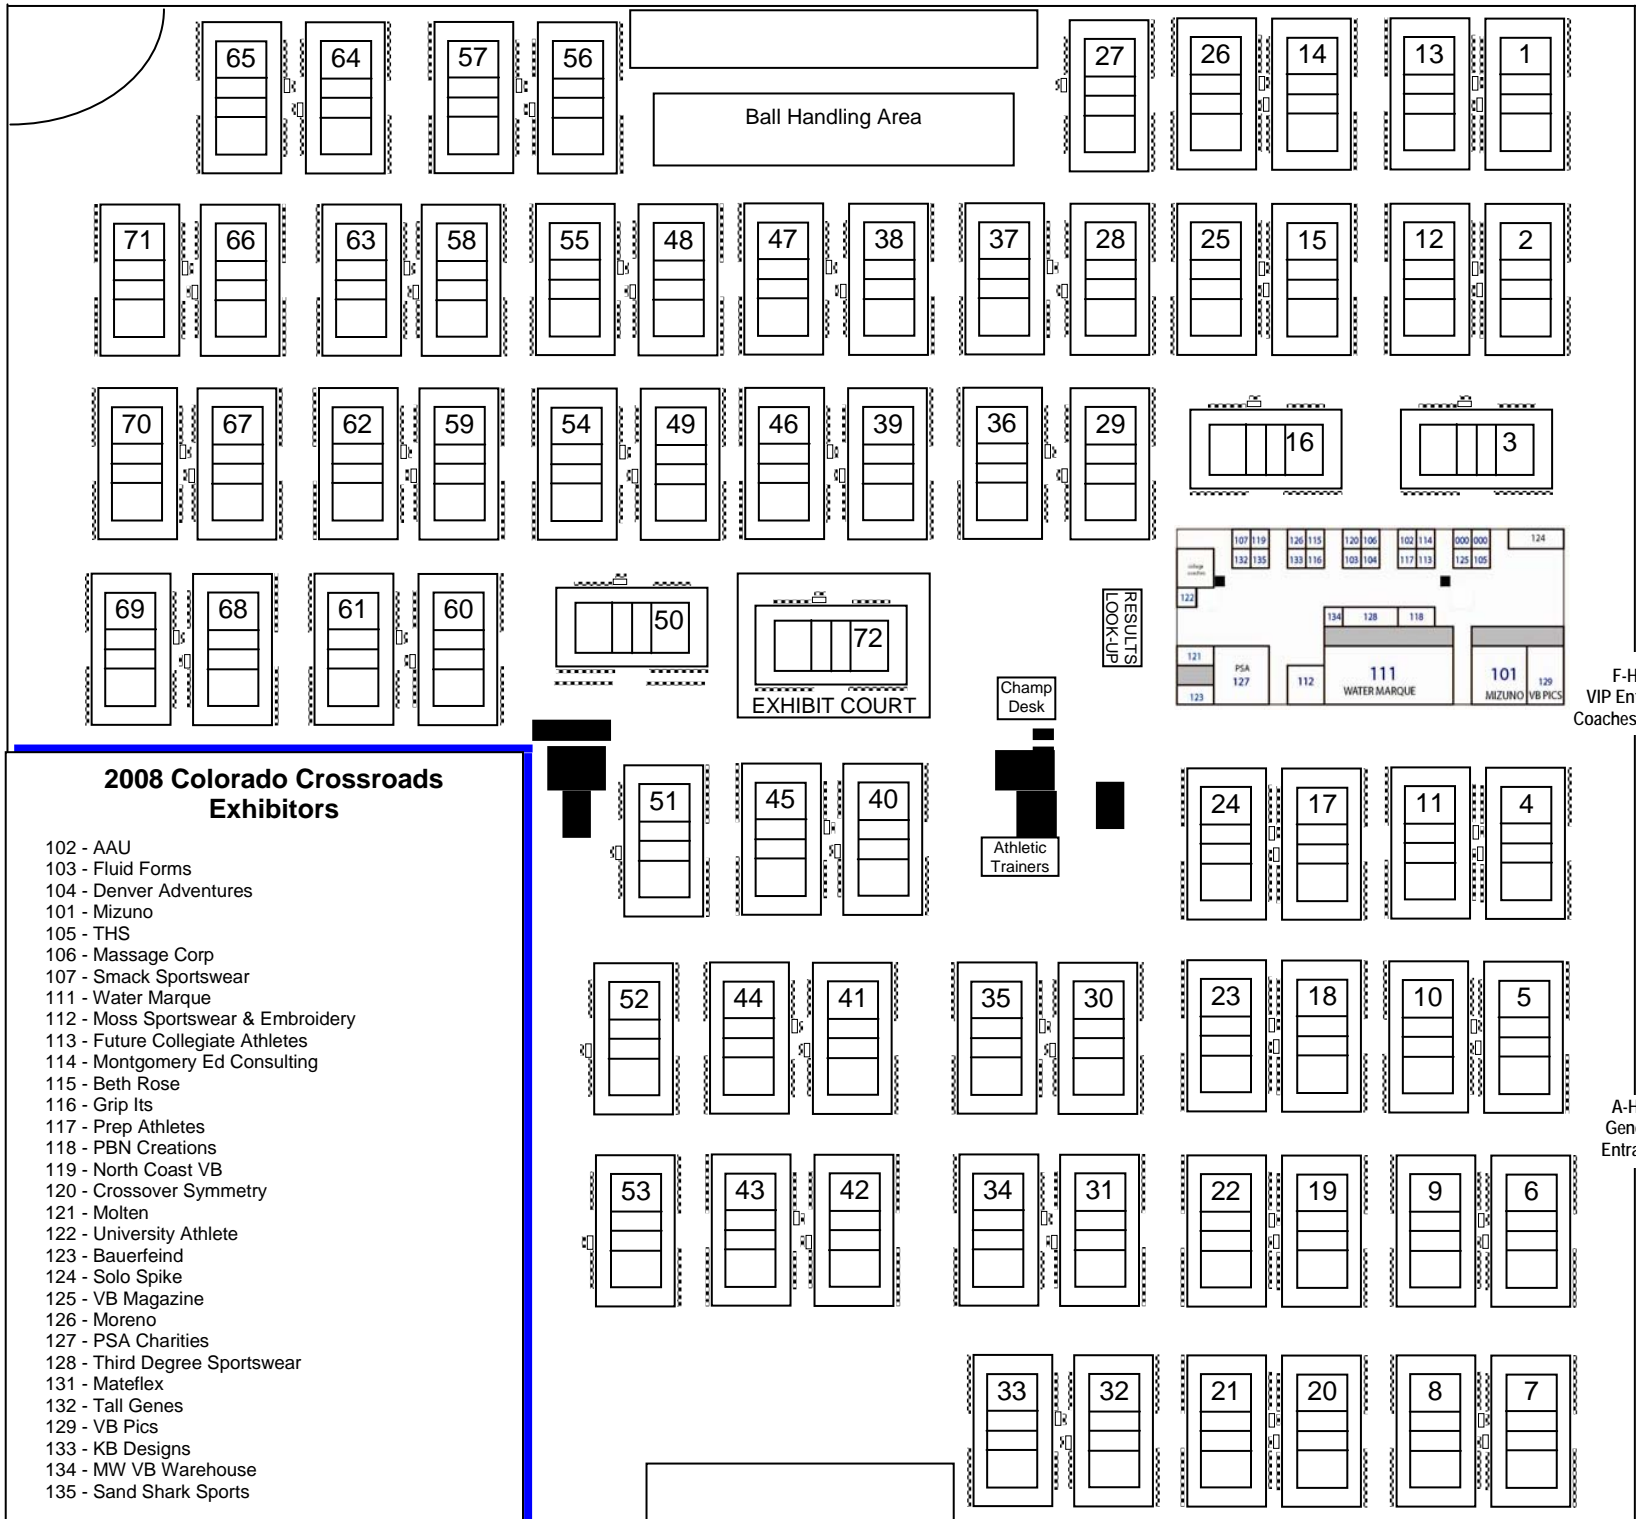 65 64 57 56 27 26 14 13 1
Ball Handling Area
71 66 63 58 55 48 47 38 37 28 25 15 12 2
70 67 62 59 54 49 46 39 36 29 16 3
107 119 126 115 120 106 102 114 000 000 124
132 135 133 116 103 104 117 113 125 105
college
coaches
122
69 68 61 60 50 72
EXHIBIT COURT
RESULTS
LOOK-UP
134 128 118
121
PSA
127
123
112
111
WATER MARQUE
101
MIZUNO
129
VB PICS
F-H
VIP Ent
Coaches
Champ
Desk
51 45 40 24 17 11 4
Athletic
Trainers
52 44 41 35 30 23 18 10 5
A-H
Gene
Entra
53 43 42 34 31 22 19 9 6
33 32 21 20 8 7
2008 Colorado Crossroads
Exhibitors
102 - AAU
103 - Fluid Forms
104 - Denver Adventures
101 - Mizuno
105 - THS
106 - Massage Corp
107 - Smack Sportswear
111 - Water Marque
112 - Moss Sportswear & Embroidery
113 - Future Collegiate Athletes
114 - Montgomery Ed Consulting
115 - Beth Rose
116 - Grip Its
117 - Prep Athletes
118 - PBN Creations
119 - North Coast VB
120 - Crossover Symmetry
121 - Molten
122 - University Athlete
123 - Bauerfeind
124 - Solo Spike
125 - VB Magazine
126 - Moreno
127 - PSA Charities
128 - Third Degree Sportswear
131 - Mateflex
132 - Tall Genes
129 - VB Pics
133 - KB Designs
134 - MW VB Warehouse
135 - Sand Shark Sports